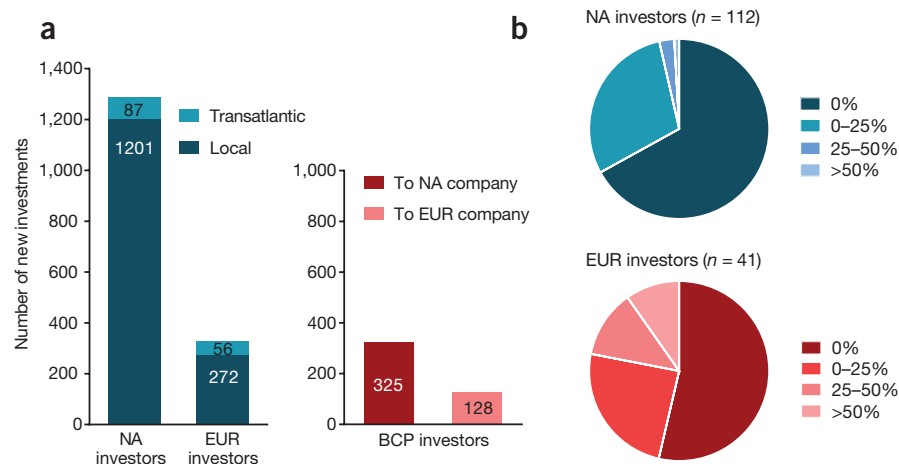 a
Number of new investments
1,400
1,200
1,000
800
600
400
200
0
87
1201
56
272
Transatlantic
Local
NA
investors
EUR
investors
1,000
800
600
400
200
0
To NA company
To EUR company
325
128
BCP investors
b
NA investors (n = 112)
0%
0–25%
25–50%
>50%
EUR investors (n = 41)
0%
0–25%
25–50%
>50%